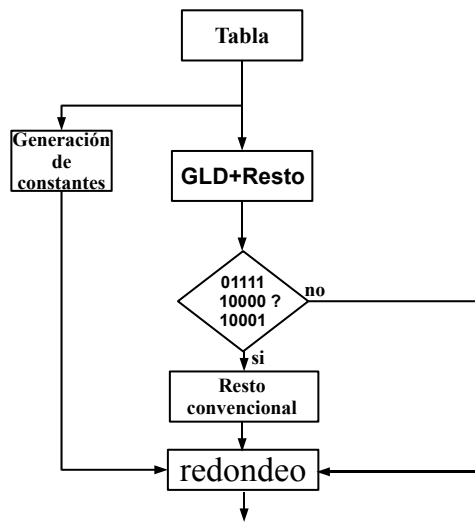 Tabla
Generación
de
constantes
GLD+Resto
01111
10000 ?
10001
no
si
Resto
convencional
redondeo